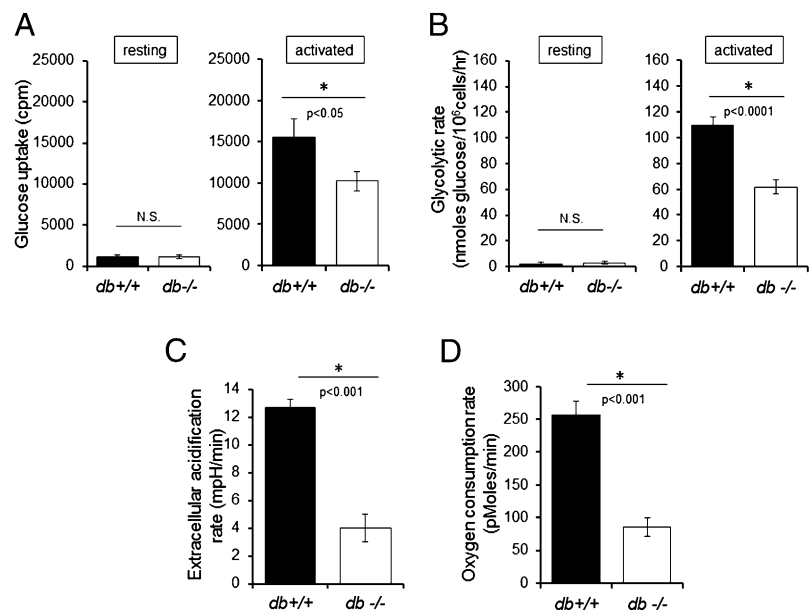 A
resting
activated
Glucose uptake (cpm)
25000
20000
15000
10000
5000
0
N.S.
db+/+
db-/-
25000
20000
15000
10000
5000
0
*
p<0.05
db+/+
db-/-
B
resting
activated
Glycolytic rate
(nmoles glucose/10⁶cells/hr)
160
140
120
100
80
60
40
20
0
N.S.
db+/+
db-/-
160
140
120
100
80
60
40
20
0
*
p<0.0001
db+/+
db -/-
C
Extracellular acidification
rate (mpH/min)
14
12
10
8
6
4
2
0
*
p<0.001
db+/+
db -/-
D
Oxygen consumption rate
(pMoles/min)
300
250
200
150
100
50
0
*
p<0.001
db+/+
db -/-